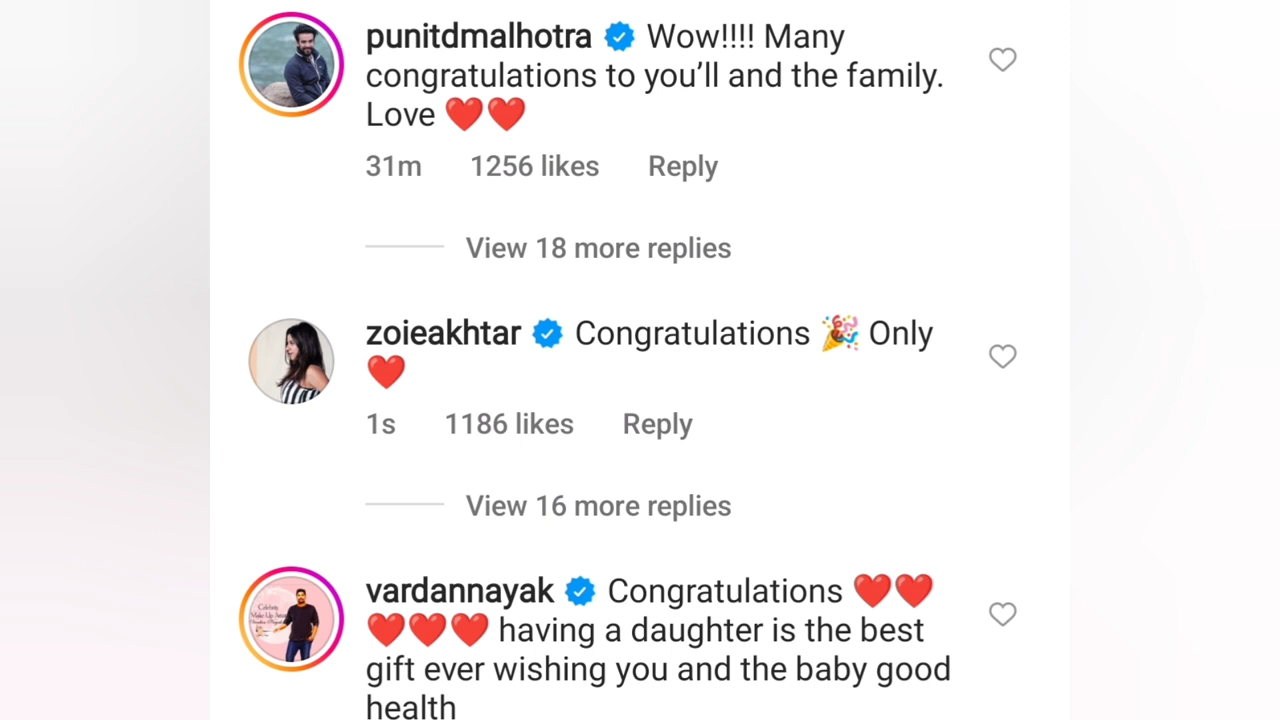 punitdmalhotra Wow!!!! Many
congratulations to you’ll and the family.
Love ❤️❤️
31m 1256 likes Reply
View 18 more replies
zoieakhtar Congratulations 🎉 Only
❤️
1s 1186 likes Reply
View 16 more replies
Celebrity
vardannayak Congratulations ❤️❤️
❤️❤️❤️ having a daughter is the best
gift ever wishing you and the baby good
health